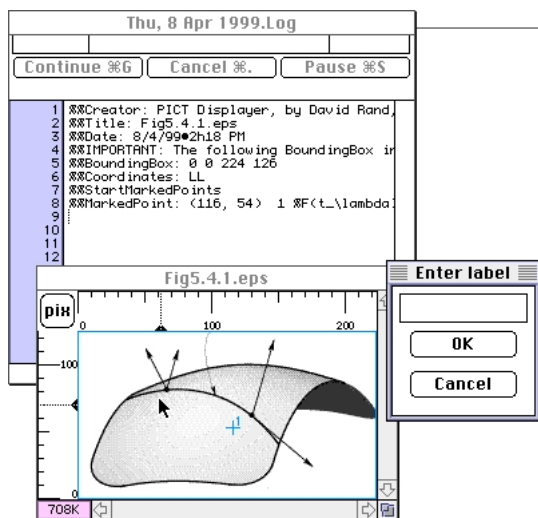 Thu, 8 Apr 1999.Log
Continue ⌘G
Cancel ⌘.
Pause ⌘S
1 %%Creator: PICT Displayer, by David Rand,
2 %%Title: Fig5.4.1.eps
3 %%Date: 8/4/99●2h18 PM
4 %%IMPORTANT: The following BoundingBox in
5 %%BoundingBox: 0 0 224 126
6 %%Coordinates: LL
7 %%StartMarkedPoints
8 %%MarkedPoint: (116, 54) 1 %F(t_\lambda
9
10
11
12
Fig5.4.1.eps
pix
0 100 200
100
0
1
708K
Enter label
OK
Cancel